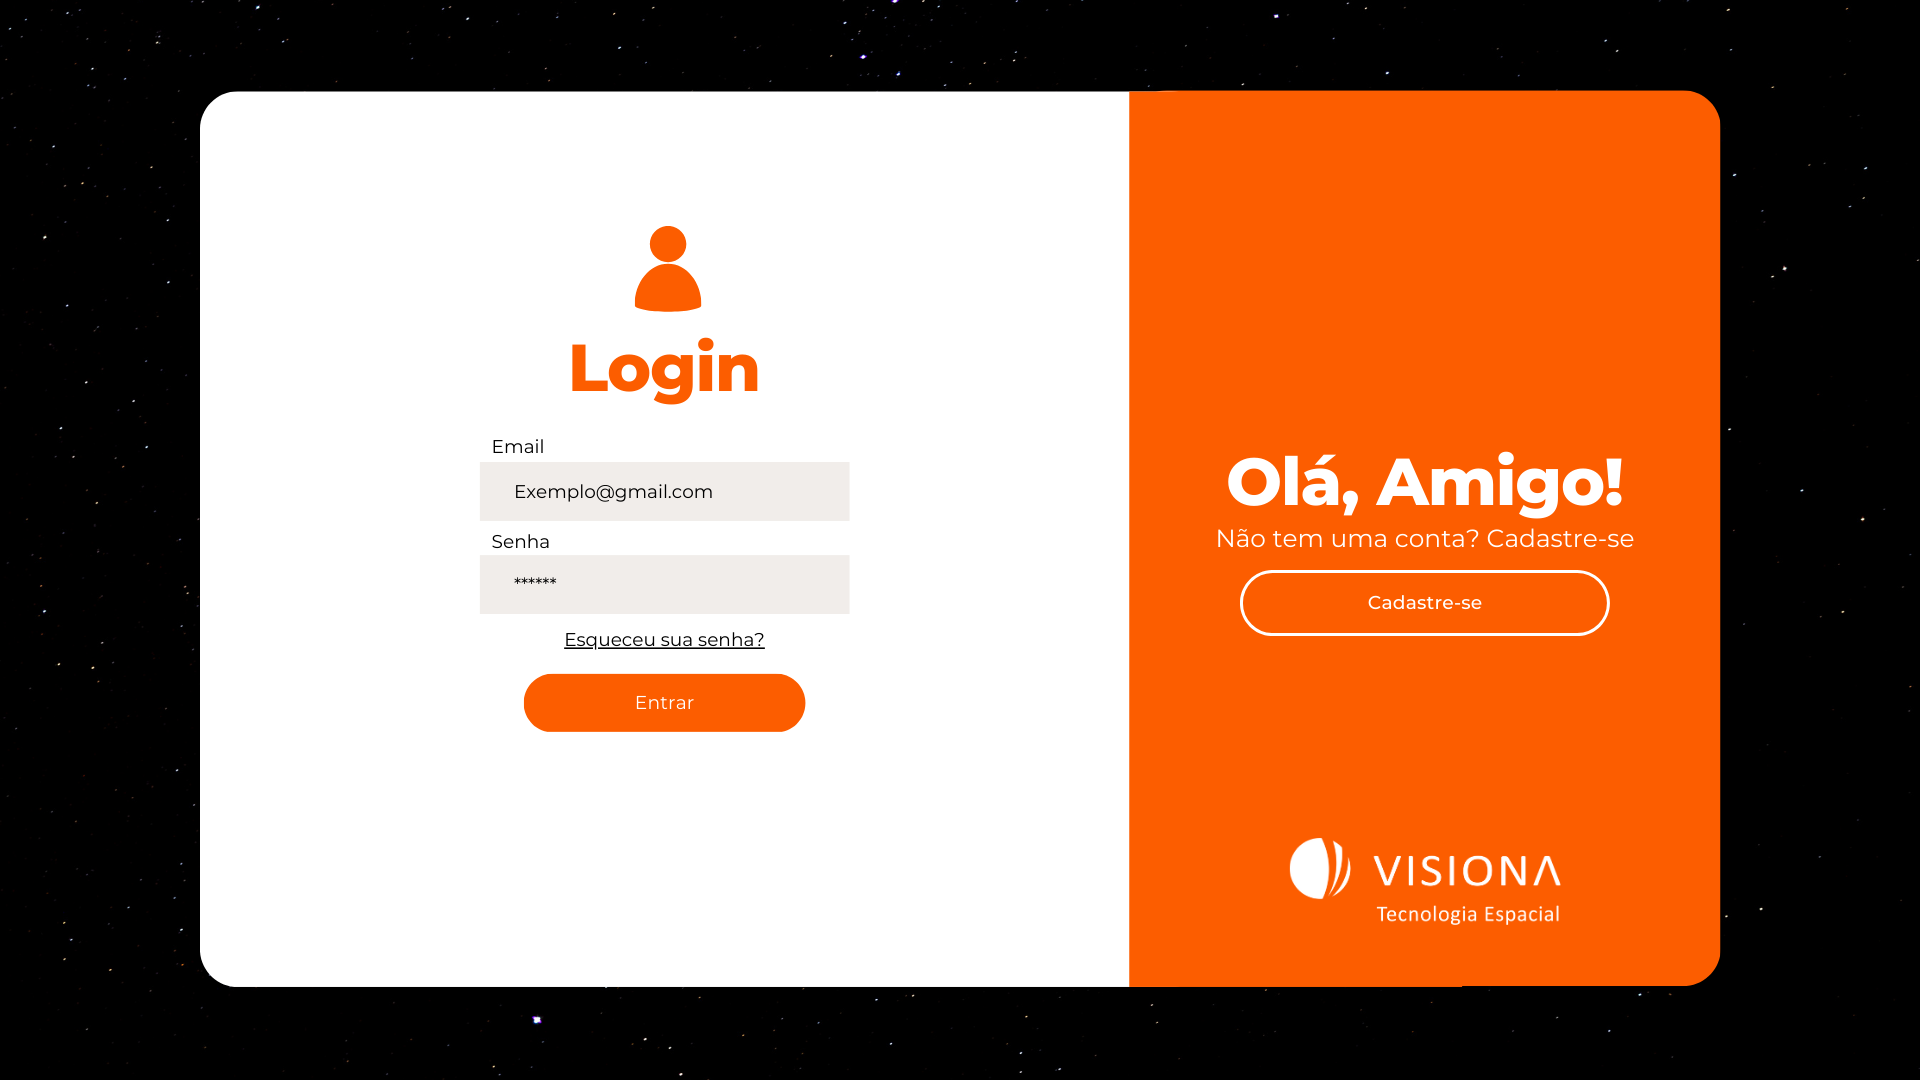 Login
Email
Exemplo@gmail.com
Senha
******
Esqueceu sua senha?
Entrar
Olá, Amigo!
Não tem uma conta? Cadastre-se
Cadastre-se
VISIONA
Tecnologia Espacial